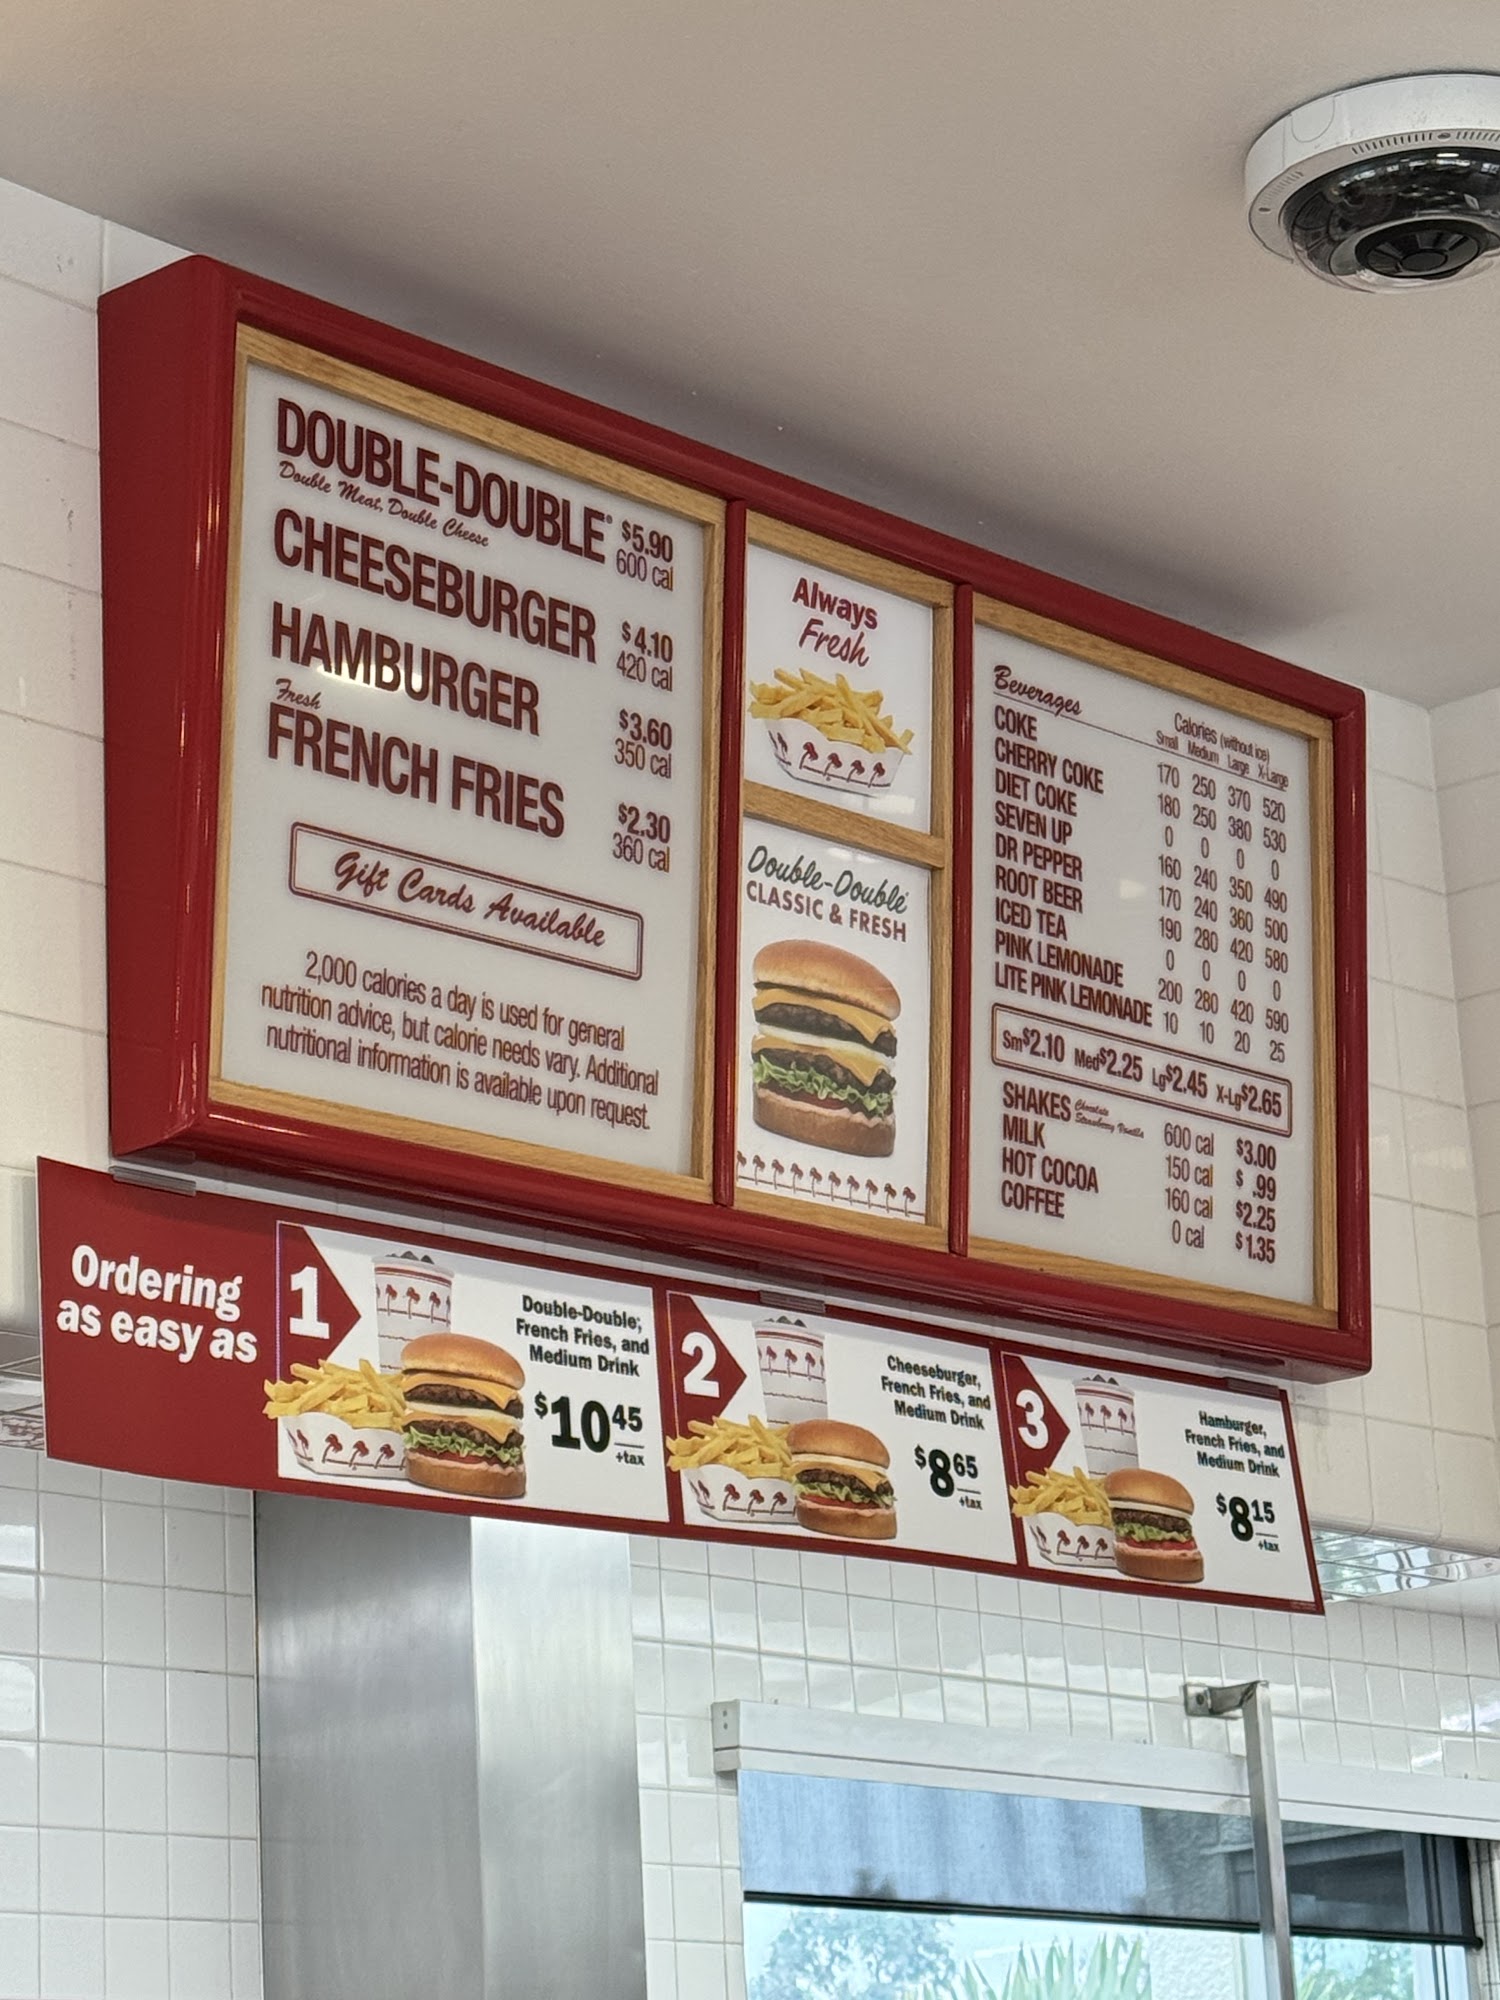 DOUBLE-DOUBLE® $5.90
Double Meat, Double Cheese 600 cal
CHEESEBURGER $4.10
420 cal
HAMBURGER $3.60
350 cal
Fresh
FRENCH FRIES $2.30
360 cal
Gift Cards Available
2,000 calories a day is used for general
nutrition advice, but calorie needs vary. Additional
nutritional information is available upon request.
Always
Fresh
Double-Double®
CLASSIC & FRESH
Beverages
Calories (without ice)
Small Medium Large X-Large
COKE 170 250 370 520
CHERRY COKE 180 250 380 530
DIET COKE 0 0 0 0
SEVEN UP 160 240 350 490
DR PEPPER 170 240 360 500
ROOT BEER 190 280 420 580
ICED TEA 0 0 0 0
PINK LEMONADE 200 280 420 590
LITE PINK LEMONADE 10 10 20 25
Sm$2.10 Med$2.25 Lg$2.45 X-Lg$2.65
SHAKES Chocolate Strawberry Vanilla 600 cal $3.00
MILK 150 cal $ .99
HOT COCOA 160 cal $2.25
COFFEE 0 cal $1.35
Ordering
as easy as
1
Double-Double,®
French Fries, and
Medium Drink
$10 45
+tax
2
Cheeseburger,
French Fries, and
Medium Drink
$8 65
+tax
3
Hamburger,
French Fries, and
Medium Drink
$8 15
+tax